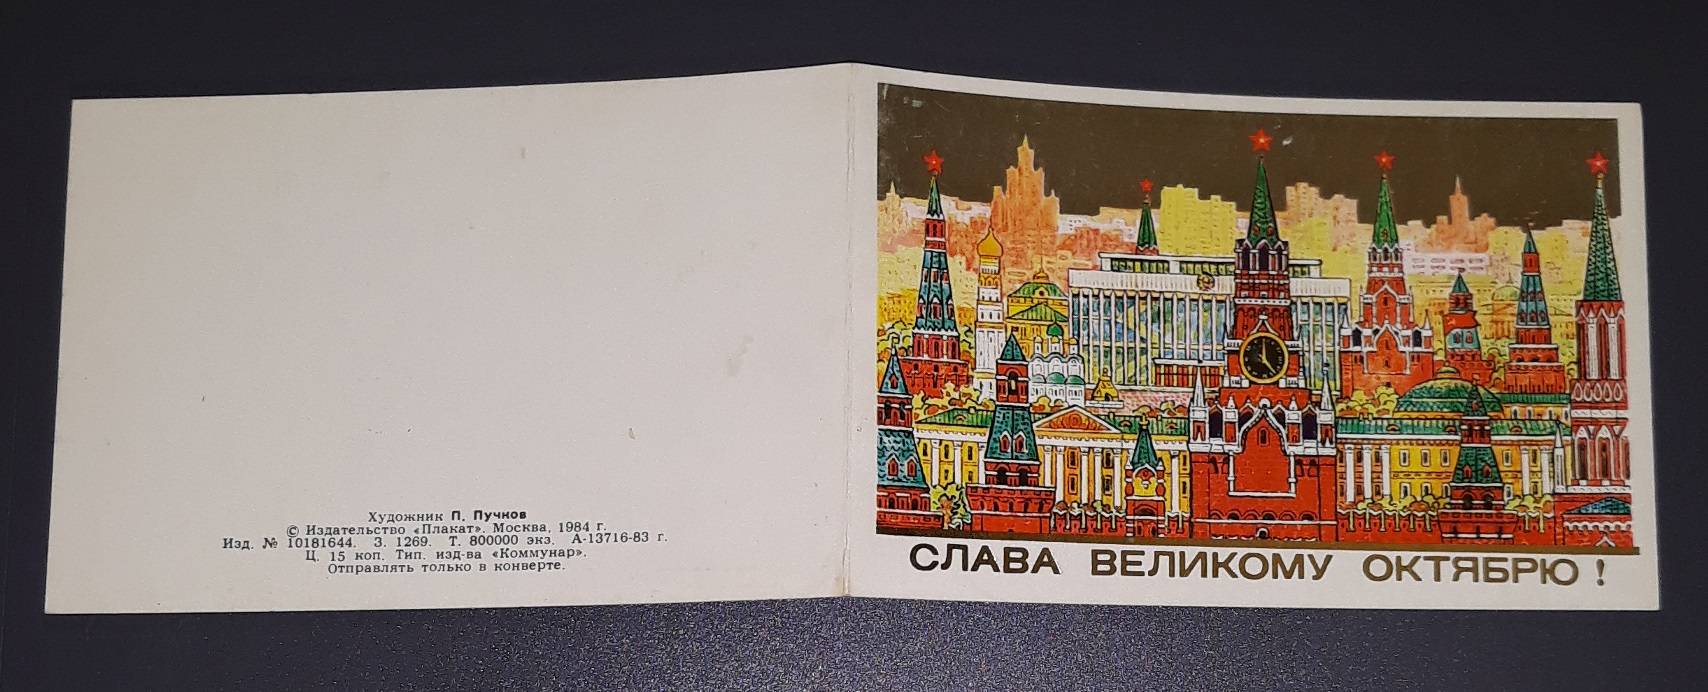 Художник П. Пучков
© Издательство «Плакат». Москва, 1984 г.
Изд. № 10181644. З. 1269. Т. 800000 экз. А-13716-83 г.
Ц. 15 коп. Тип. изд-ва «Коммунар».
Отправлять только в конверте.
СЛАВА ВЕЛИКОМУ ОКТЯБРЮ!